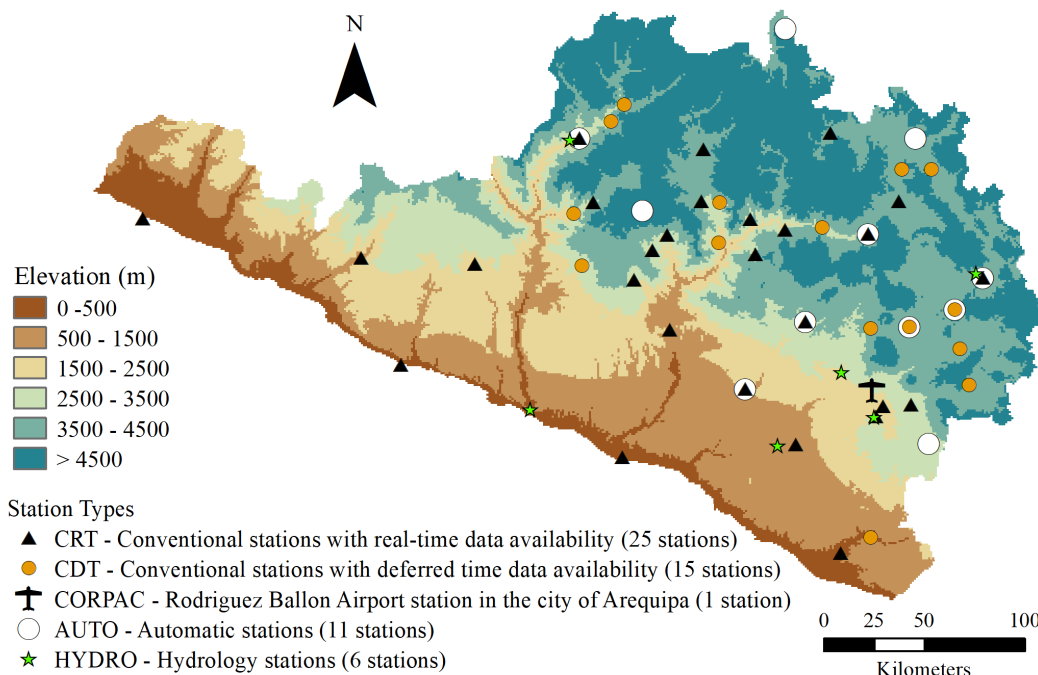 N
Elevation (m)
0 -500
500 - 1500
1500 - 2500
2500 - 3500
3500 - 4500
> 4500
Station Types
CRT - Conventional stations with real-time data availability (25 stations)
CDT - Conventional stations with deferred time data availability (15 stations)
CORPAC - Rodriguez Ballon Airport station in the city of Arequipa (1 station)
AUTO - Automatic stations (11 stations)
HYDRO - Hydrology stations (6 stations)
0 25 50 100
Kilometers